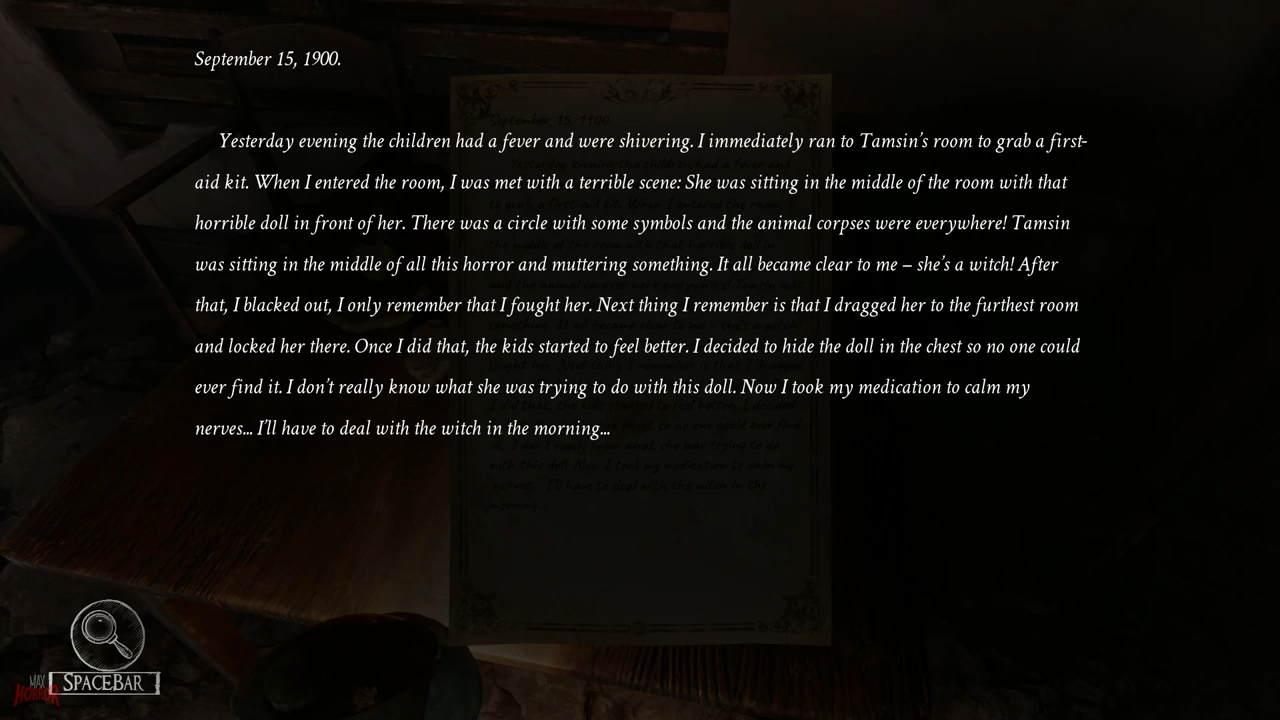 September 15, 1900.
Yesterday evening the children had a fever and were shivering. I immediately ran to Tamsin's room to grab a first-
aid kit. When I entered the room, I was met with a terrible scene: She was sitting in the middle of the room with that
horrible doll in front of her. There was a circle with some symbols and the animal corpses were everywhere! Tamsin
was sitting in the middle of all this horror and muttering something. It all became clear to me – she's a witch! After
that, I blacked out, I only remember that I fought her. Next thing I remember is that I dragged her to the furthest room
and locked her there. Once I did that, the kids started to feel better. I decided to hide the doll in the chest so no one could
ever find it. I don't really know what she was trying to do with this doll. Now I took my medication to calm my
nerves... I'll have to deal with the witch in the morning...
MAX
HORROR
SPACEBAR